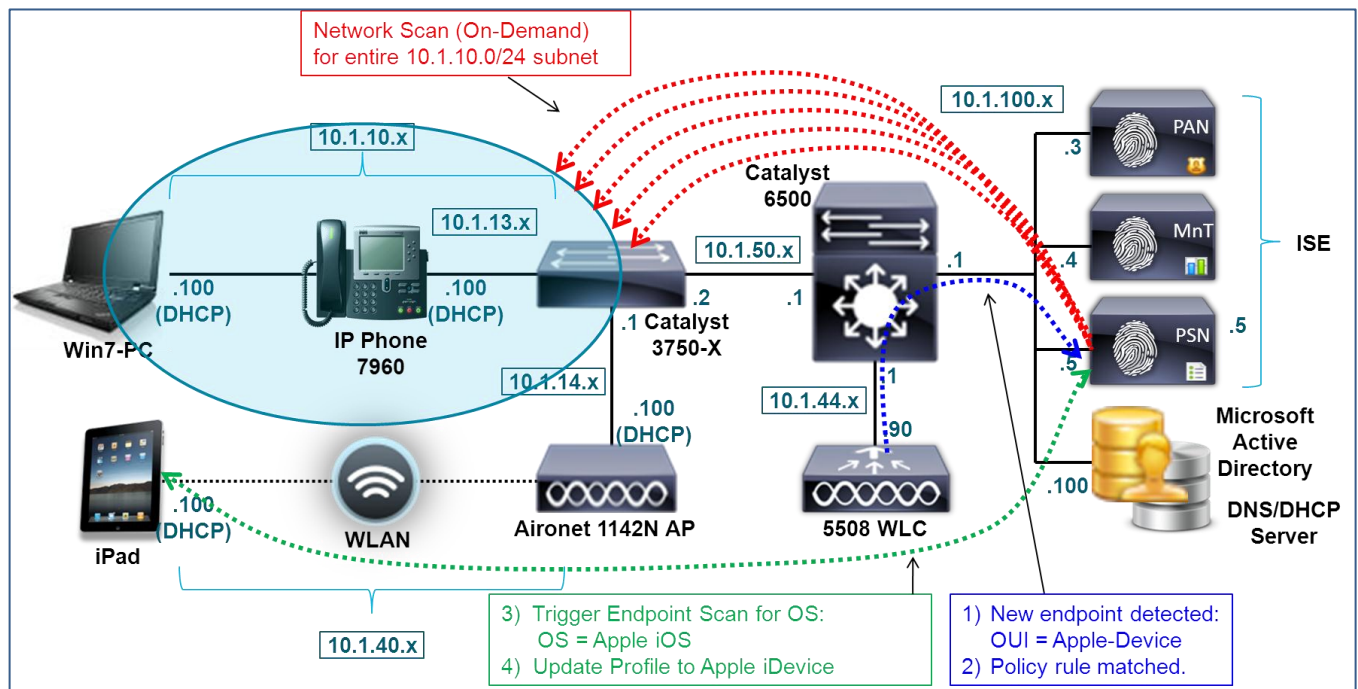 Network Scan (On-Demand)
for entire 10.1.10.0/24 subnet
10.1.100.x
PAN
.3
10.1.10.x
Catalyst
6500
10.1.13.x
10.1.50.x
MnT
ISE
.1
.4
.100
(DHCP)
.100
(DHCP)
.2
.1
Win7-PC
IP Phone
7960
.1
Catalyst
3750-X
PSN
.5
.5
10.1.14.x
1
10.1.44.x
.100
(DHCP)
90
Microsoft
Active
Directory
.100
.100
(DHCP)
DNS/DHCP
Server
iPad
WLAN
Aironet 1142N AP
5508 WLC
10.1.40.x
3) Trigger Endpoint Scan for OS:
OS = Apple iOS
4) Update Profile to Apple iDevice
1) New endpoint detected:
OUI = Apple-Device
2) Policy rule matched.